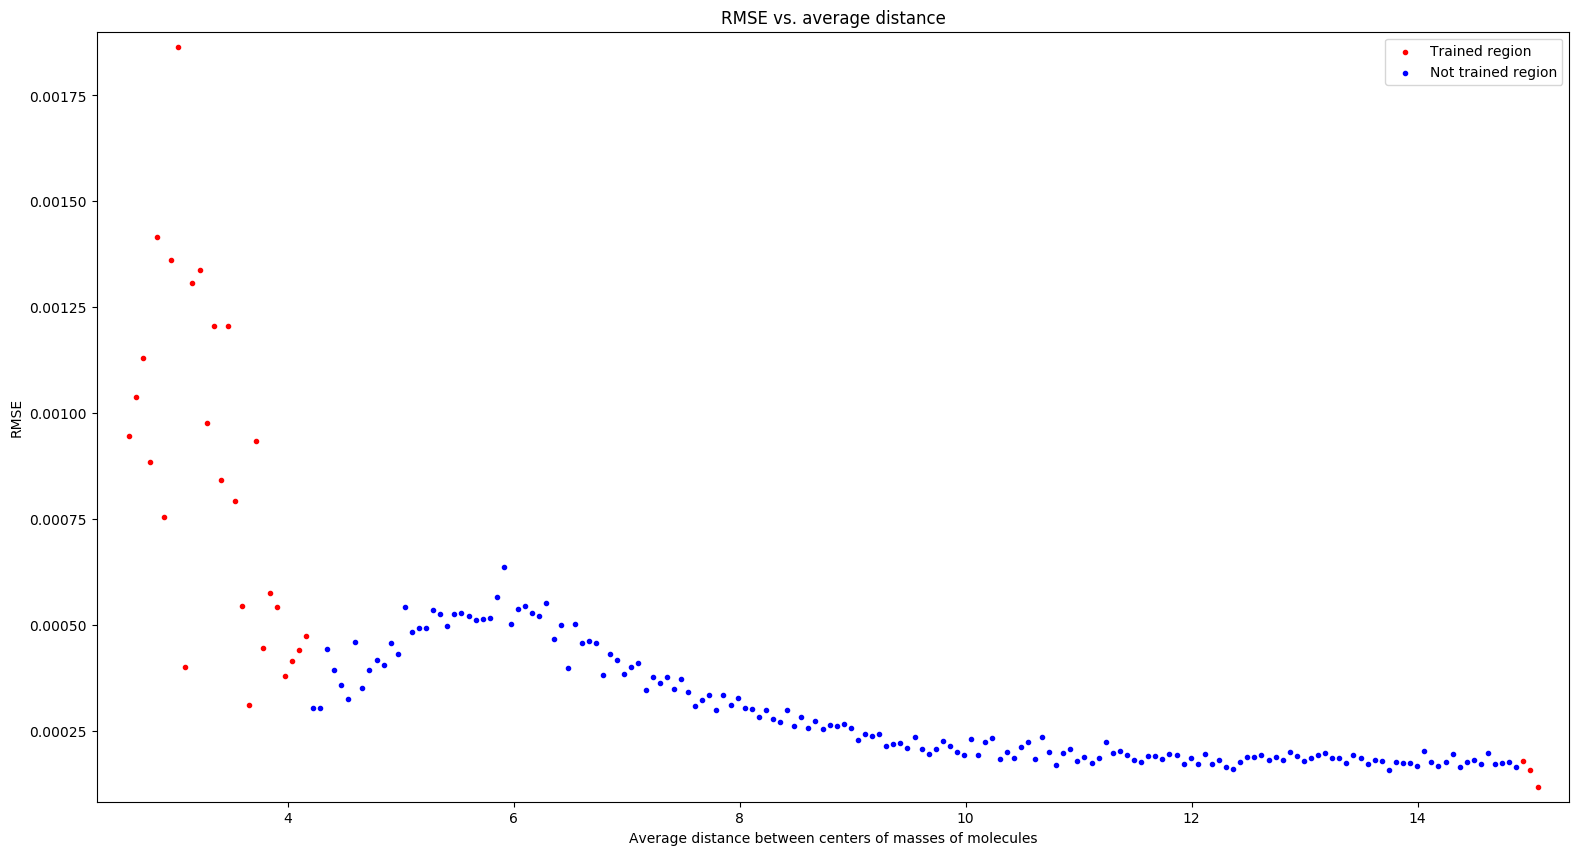 RMSE vs. average distance
Trained region
Not trained region
0.00175
0.00150
0.00125
0.00100
0.00075
0.00050
0.00025
RMSE
4 6 8 10 12 14
Average distance between centers of masses of molecules